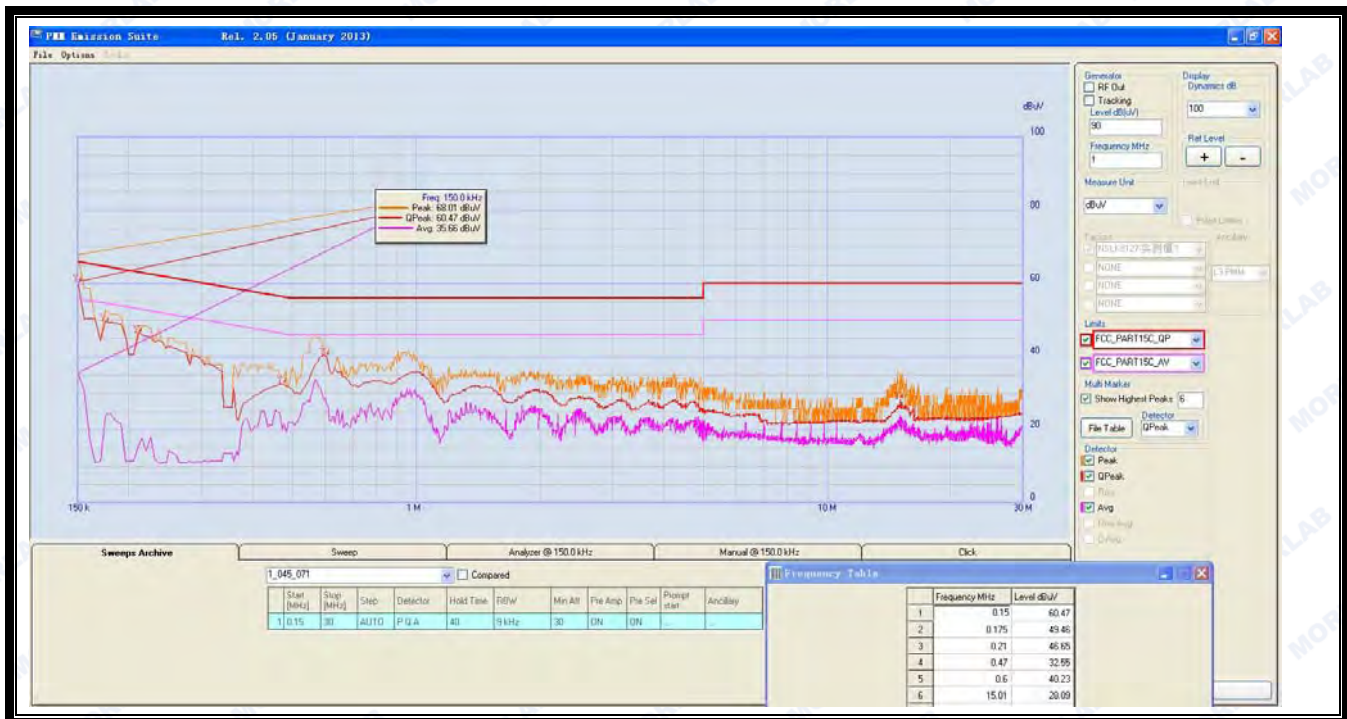 PMM Emission Suite Rel. 2.05 (January 2013)
File Options
dBuV
100
80
60
40
20
0
150 k 1 M 10 M 30 M
Freq: 150.0 kHz
Peak: 68.01 dBuV
QPeak: 60.47 dBuV
Avg: 35.66 dBuV
Generator
RF Out
Tracking
Level dB(uV)
90
Frequency MHz
1
Display
Dynamics dB
100
Ref Level
+ -
Measure Unit
dBuV
Factors
Ancillary
NONE
NONE
NONE
Limits
FCC_PART15C_QP
FCC_PART15C_AV
Multi Marker
Show Highest Peaks 6
File Table
Detector
QPeak
Detector
Peak
QPeak
Avg
Sweeps Archive Sweep Analyzer @ 150.0 kHz Manual @ 150.0 kHz Click
1_045_071 Compared
Start [MHz] Stop [MHz] Step Detector Hold Time RBW Min Att Pre Amp Pre Sel Prompt start Ancillary
1 0.15 30 AUTO P Q A 40 9 kHz 30 ON ON ... ...
Frequency Table
Frequency MHz Level dBuV
1 0.15 60.47
2 0.175 49.46
3 0.21 46.65
4 0.47 32.55
5 0.6 40.23
6 15.01 28.09
MORLAB